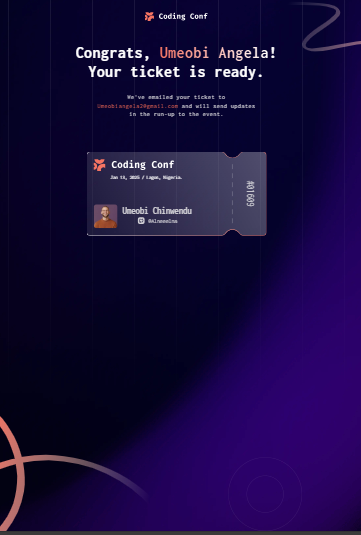 Coding Conf
Congrats, Umeobi Angela!
Your ticket is ready.
We've emailed your ticket to
Umeobiangela2@gmail.com and will send updates
in the run-up to the event.
Coding Conf
Jan 13, 2025 / Lagos, Nigeria.
Umeobi Chinwendu
#01609